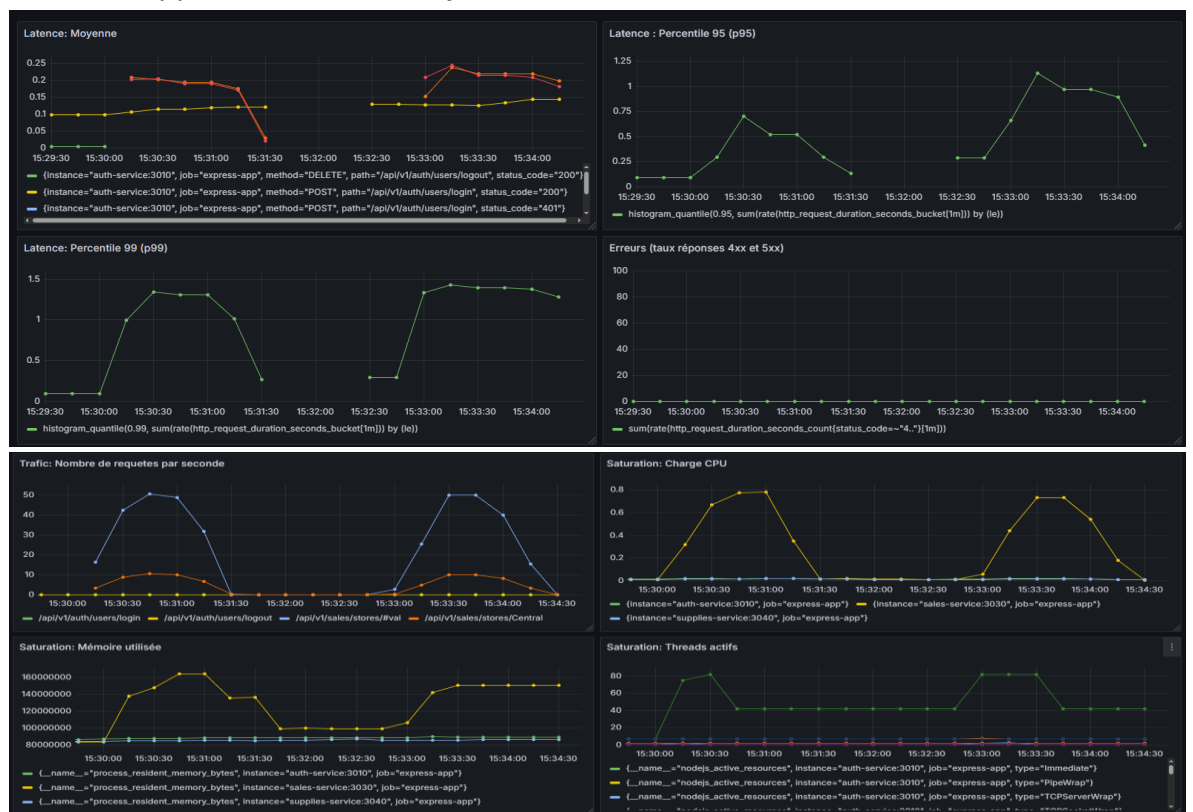 Latence: Moyenne
0.25
0.2
0.15
0.1
0.05
0
15:29:30 15:30:00 15:30:30 15:31:00 15:31:30 15:32:00 15:32:30 15:33:00 15:33:30 15:34:00
{instance="auth-service:3010", job="express-app", method="DELETE", path="/api/v1/auth/users/logout", status_code="200"}
{instance="auth-service:3010", job="express-app", method="POST", path="/api/v1/auth/users/login", status_code="200"}
{instance="auth-service:3010", job="express-app", method="POST", path="/api/v1/auth/users/login", status_code="401"}
Latence : Percentile 95 (p95)
1.25
1
0.75
0.5
0.25
0
15:29:30 15:30:00 15:30:30 15:31:00 15:31:30 15:32:00 15:32:30 15:33:00 15:33:30 15:34:00
histogram_quantile(0.95, sum(rate(http_request_duration_seconds_bucket[1m])) by (le))
Latence: Percentile 99 (p99)
1.5
1
0.5
0
15:29:30 15:30:00 15:30:30 15:31:00 15:31:30 15:32:00 15:32:30 15:33:00 15:33:30 15:34:00
histogram_quantile(0.99, sum(rate(http_request_duration_seconds_bucket[1m])) by (le))
Erreurs (taux réponses 4xx et 5xx)
100
80
60
40
20
0
15:29:30 15:30:00 15:30:30 15:31:00 15:31:30 15:32:00 15:32:30 15:33:00 15:33:30 15:34:00
sum(rate(http_request_duration_seconds_count{status_code=~"4.."}[1m]))
Trafic: Nombre de requetes par seconde
50
40
30
20
10
0
15:30:00 15:30:30 15:31:00 15:31:30 15:32:00 15:32:30 15:33:00 15:33:30 15:34:00 15:34:30
/api/v1/auth/users/login /api/v1/auth/users/logout /api/v1/sales/stores/#val /api/v1/sales/stores/Central
Saturation: Charge CPU
0.8
0.6
0.4
0.2
0
15:30:00 15:30:30 15:31:00 15:31:30 15:32:00 15:32:30 15:33:00 15:33:30 15:34:00 15:34:30
{instance="auth-service:3010", job="express-app"} {instance="sales-service:3030", job="express-app"}
{instance="supplies-service:3040", job="express-app"}
Saturation: Mémoire utilisée
160000000
140000000
120000000
100000000
80000000
15:30:00 15:30:30 15:31:00 15:31:30 15:32:00 15:32:30 15:33:00 15:33:30 15:34:00 15:34:30
{__name__="process_resident_memory_bytes", instance="auth-service:3010", job="express-app"}
{__name__="process_resident_memory_bytes", instance="sales-service:3030", job="express-app"}
{__name__="process_resident_memory_bytes", instance="supplies-service:3040", job="express-app"}
Saturation: Threads actifs
80
60
40
20
0
15:30:00 15:30:30 15:31:00 15:31:30 15:32:00 15:32:30 15:33:00 15:33:30 15:34:00 15:34:30
{__name__="nodejs_active_resources", instance="auth-service:3010", job="express-app", type="Immediate"}
{__name__="nodejs_active_resources", instance="auth-service:3010", job="express-app", type="PipeWrap"}
{__name__="nodejs_active_resources", instance="auth-service:3010", job="express-app", type="TCPServerWrap"}